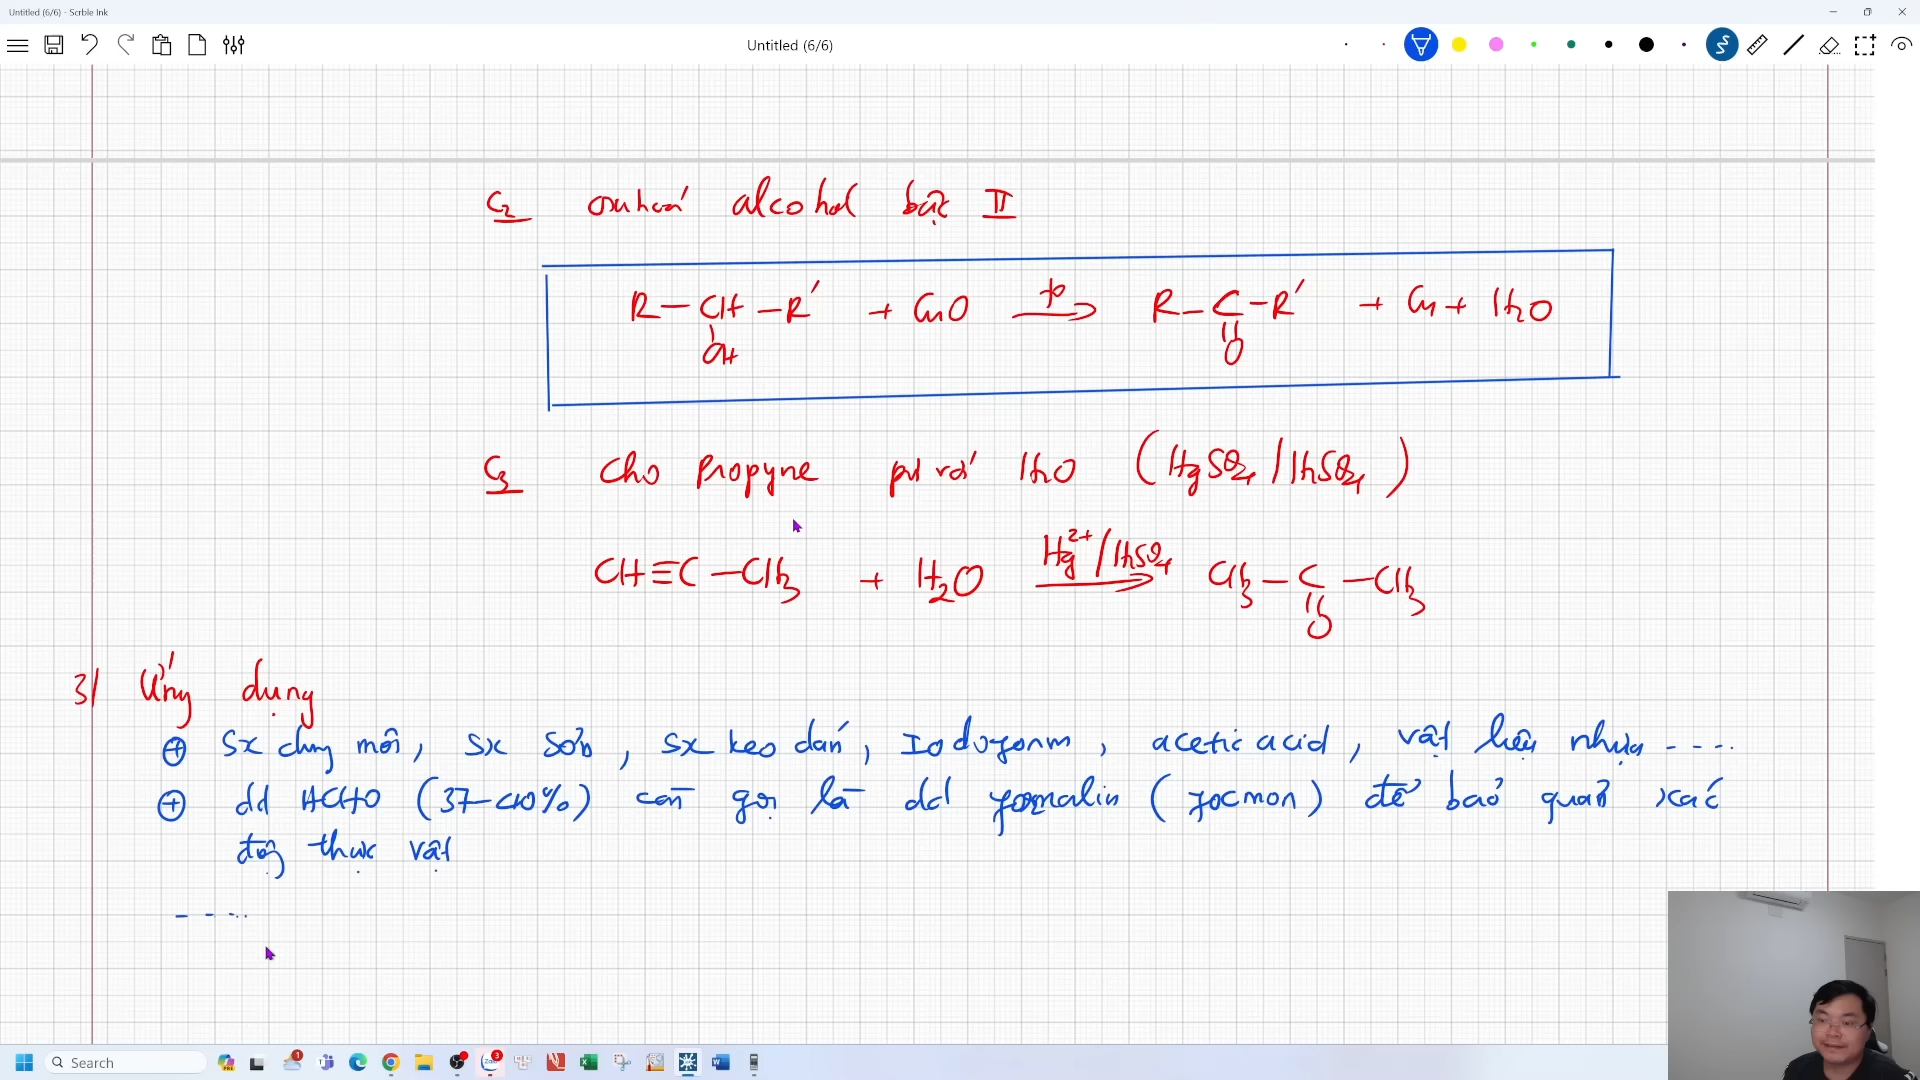 Untitled (6/6) - Scrble Ink
Untitled (6/6)
C2 oxi hoá alcohol bậc II
R—CH—R' + CuO t° → R—C—R' + Cu + H2O
OH O
C3 Cho Propyne pư với H2O (HgSO4/H2SO4)
CH≡C—CH3 + H2O Hg2+/H2SO4 → CH3—C—CH3
O
3/ Ứng dụng
⊕ Sx dung môi, sx sơn, sx keo dán, Iodoform, acetic acid, vật liệu nhựa ....
⊕ dd HCHO (37-40%) còn gọi là dd formalin (focmon) để bảo quản xác
động thực vật
....
Search